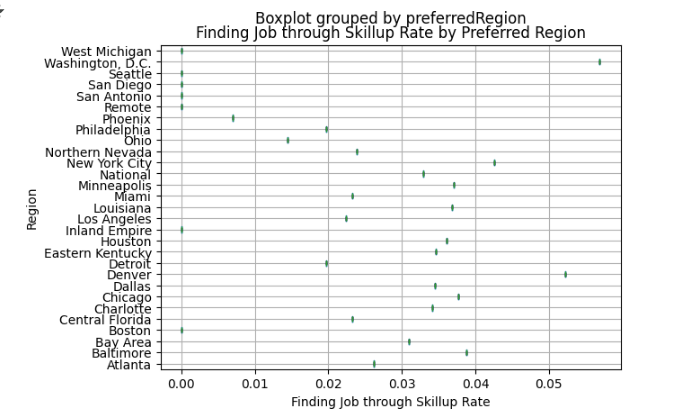 Boxplot grouped by preferredRegion
Finding Job through Skillup Rate by Preferred Region
West Michigan
Washington, D.C.
Seattle
San Diego
San Antonio
Remote
Phoenix
Philadelphia
Ohio
Northern Nevada
New York City
National
Minneapolis
Miami
Louisiana
Los Angeles
Inland Empire
Houston
Eastern Kentucky
Detroit
Denver
Dallas
Chicago
Charlotte
Central Florida
Boston
Bay Area
Baltimore
Atlanta
Region
0.00 0.01 0.02 0.03 0.04 0.05
Finding Job through Skillup Rate